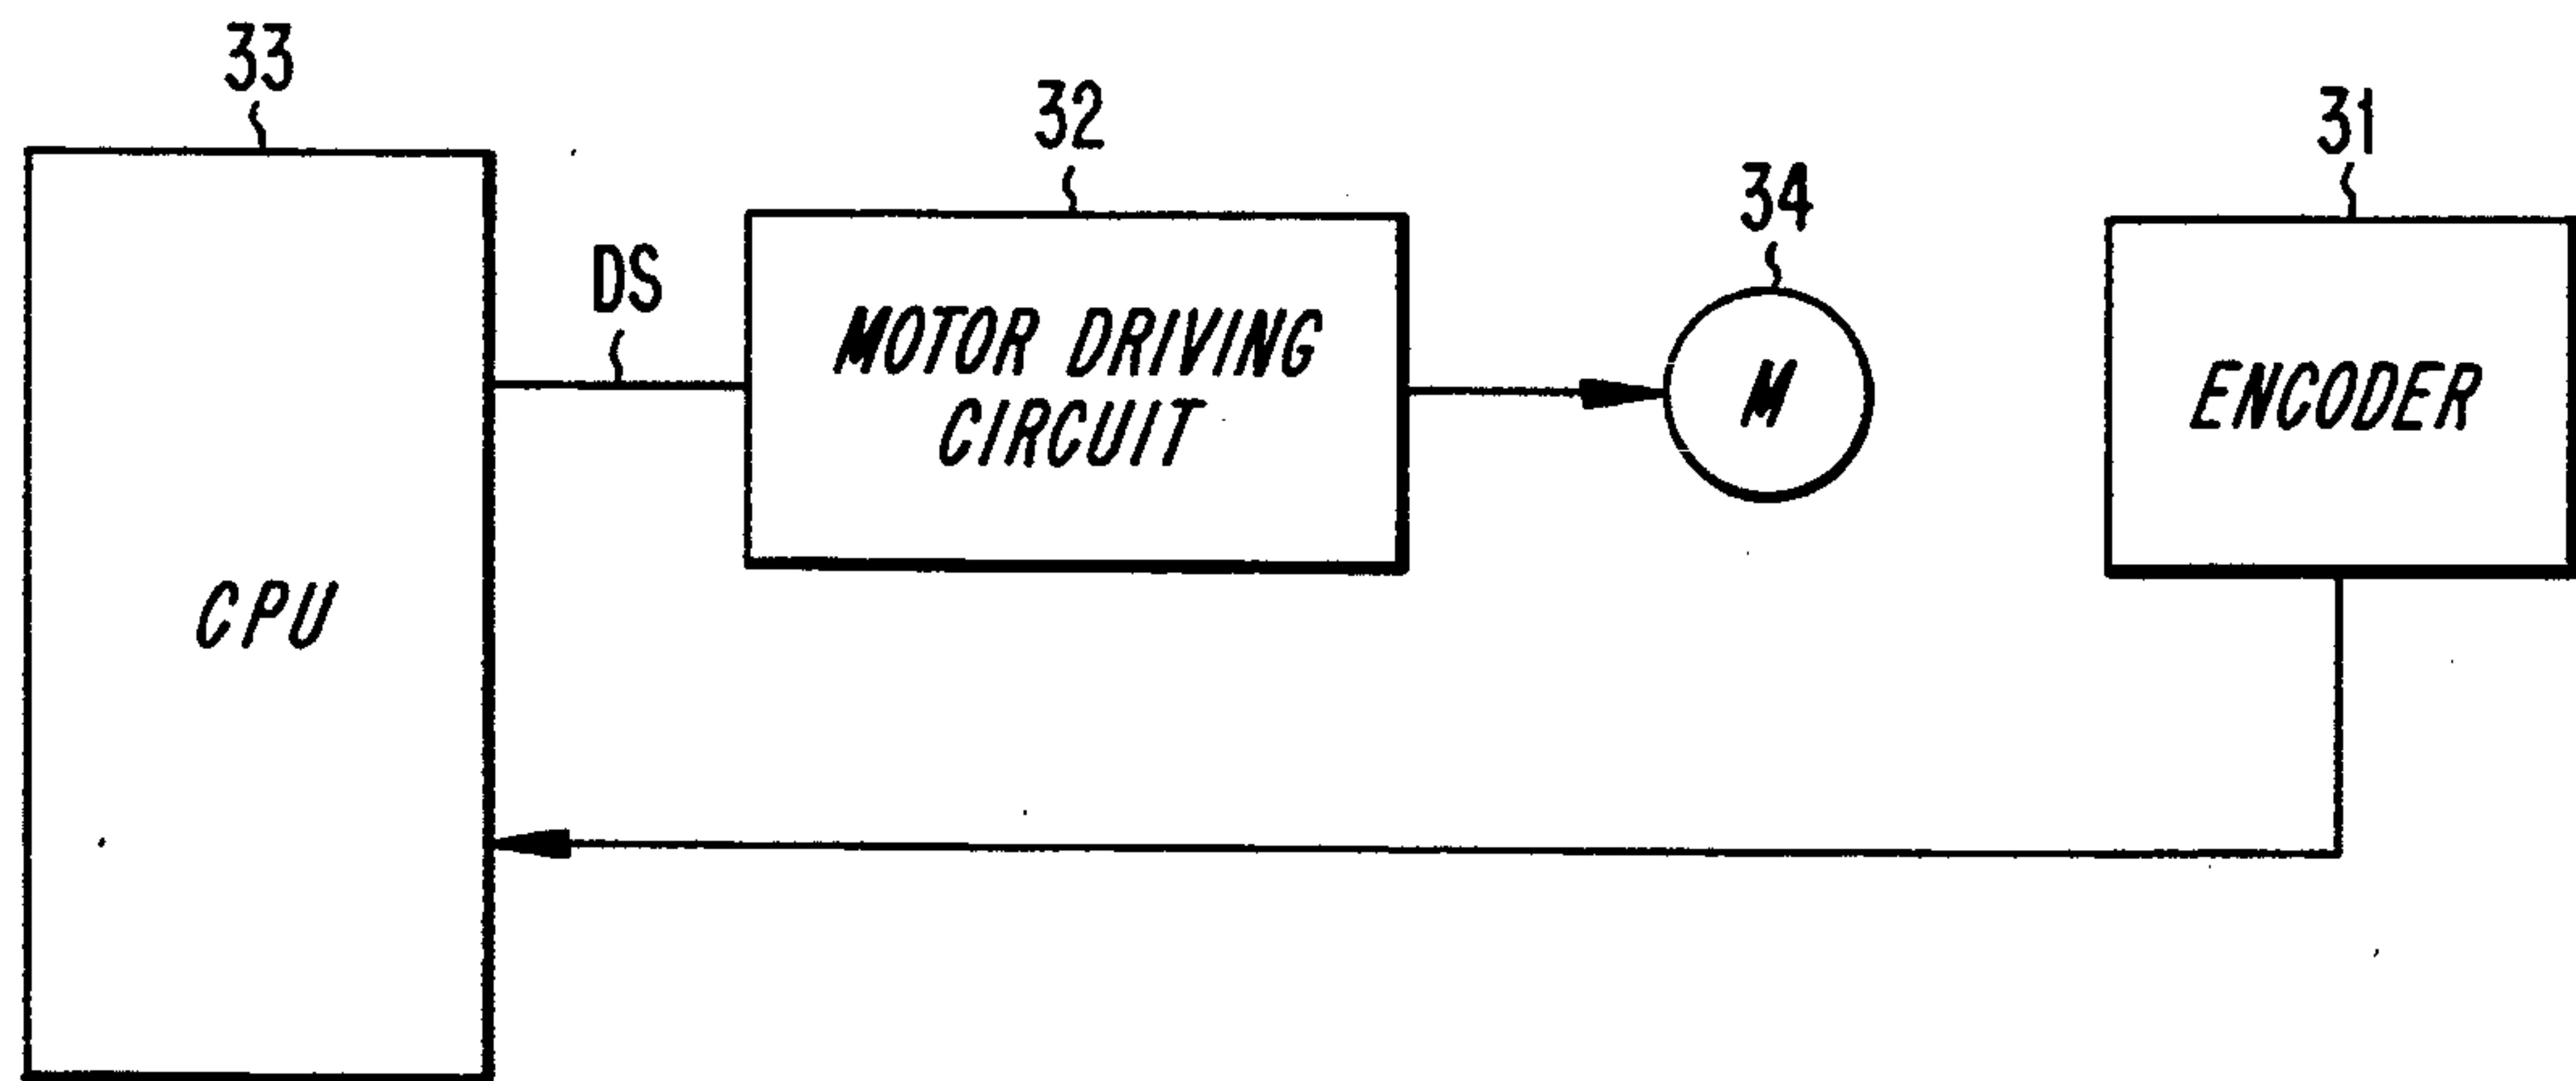 33
32
31
34
DS
MOTOR DRIVING
CIRCUIT
M
ENCODER
CPU